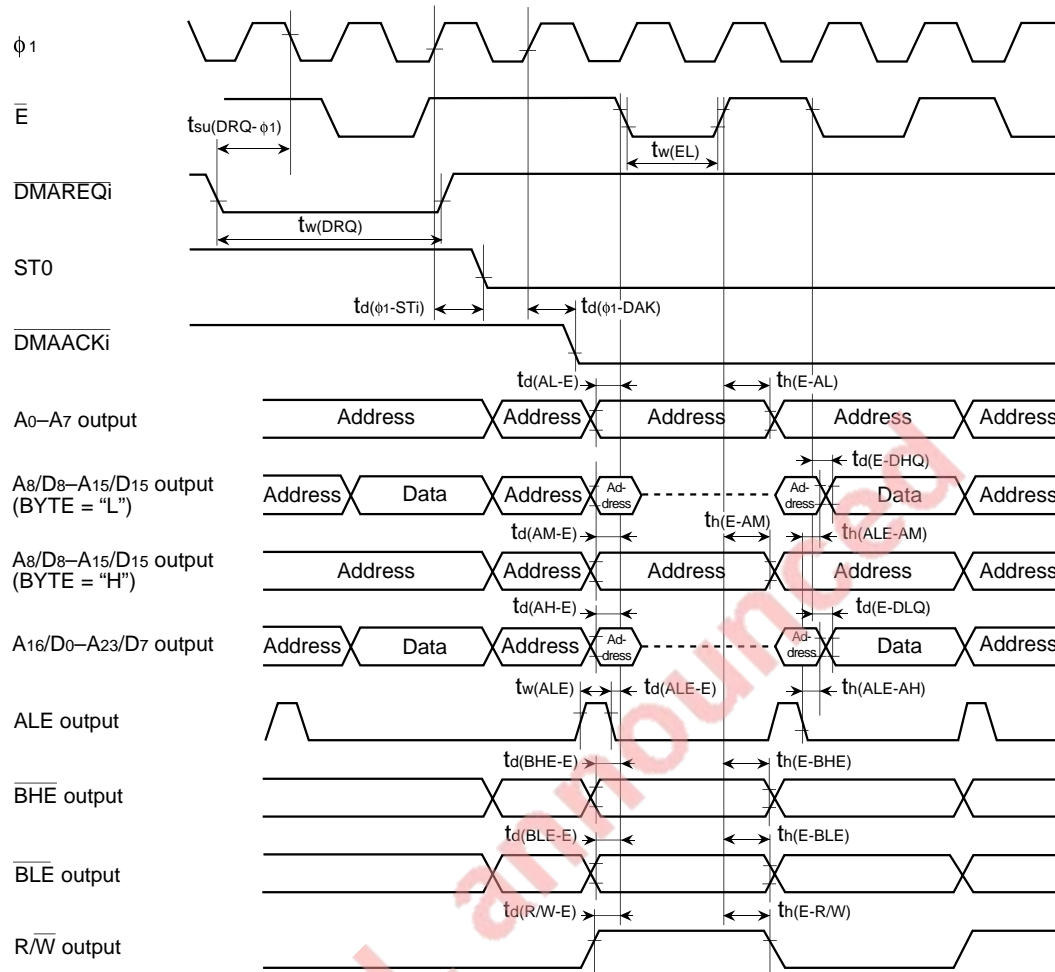 ϕ1
E
tsu(DRQ-ϕ1)
tw(EL)
DMAREQi
tw(DRQ)
ST0
td(ϕ1-STi)
td(ϕ1-DAK)
DMAACKi
td(AL-E)
th(E-AL)
A0–A7 output
Address
Address
Address
Address
Address
td(E-DHQ)
A8/D8–A15/D15 output
(BYTE = “L”)
Address
Data
Address
Ad-
dress
Ad-
dress
Data
Address
td(AM-E)
th(E-AM)
th(ALE-AM)
A8/D8–A15/D15 output
(BYTE = “H”)
Address
Address
Address
Address
Address
td(AH-E)
td(E-DLQ)
A16/D0–A23/D7 output
Address
Data
Address
Ad-
dress
Ad-
dress
Data
Address
tw(ALE)
td(ALE-E)
th(ALE-AH)
ALE output
td(BHE-E)
th(E-BHE)
BHE output
td(BLE-E)
th(E-BLE)
BLE output
td(R/W-E)
th(E-R/W)
R/W output
announced